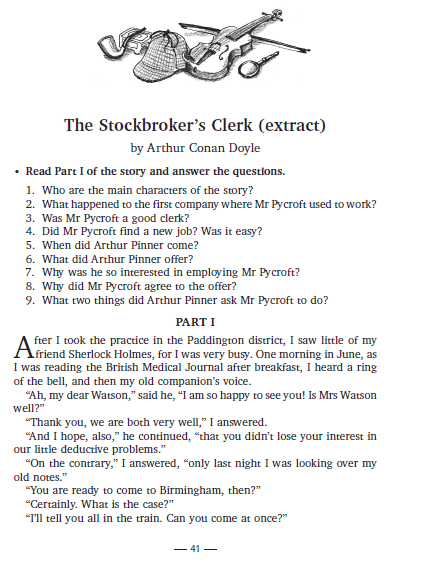 The Stockbroker's Clerk (extract)
by Arthur Conan Doyle
• Read Part I of the story and answer the questions.
1. Who are the main characters of the story?
2. What happened to the first company where Mr Pycroft used to work?
3. Was Mr Pycroft a good clerk?
4. Did Mr Pycroft find a new job? Was it easy?
5. When did Arthur Pinner come?
6. What did Arthur Pinner offer?
7. Why was he so interested in employing Mr Pycroft?
8. Why did Mr Pycroft agree to the offer?
9. What two things did Arthur Pinner ask Mr Pycroft to do?
PART I
After I took the practice in the Paddington district, I saw little of my
friend Sherlock Holmes, for I was very busy. One morning in June, as
I was reading the British Medical Journal after breakfast, I heard a ring
of the bell, and then my old companion's voice.
"Ah, my dear Watson," said he, "I am so happy to see you! Is Mrs Watson
well?"
"Thank you, we are both very well," I answered.
"And I hope, also," he continued, "that you didn't lose your interest in
our little deductive problems."
"On the contrary," I answered, "only last night I was looking over my
old notes."
"You are ready to come to Birmingham, then?"
"Certainly. What is the case?"
"I'll tell you all in the train. Can you come at once?"
— 41 —